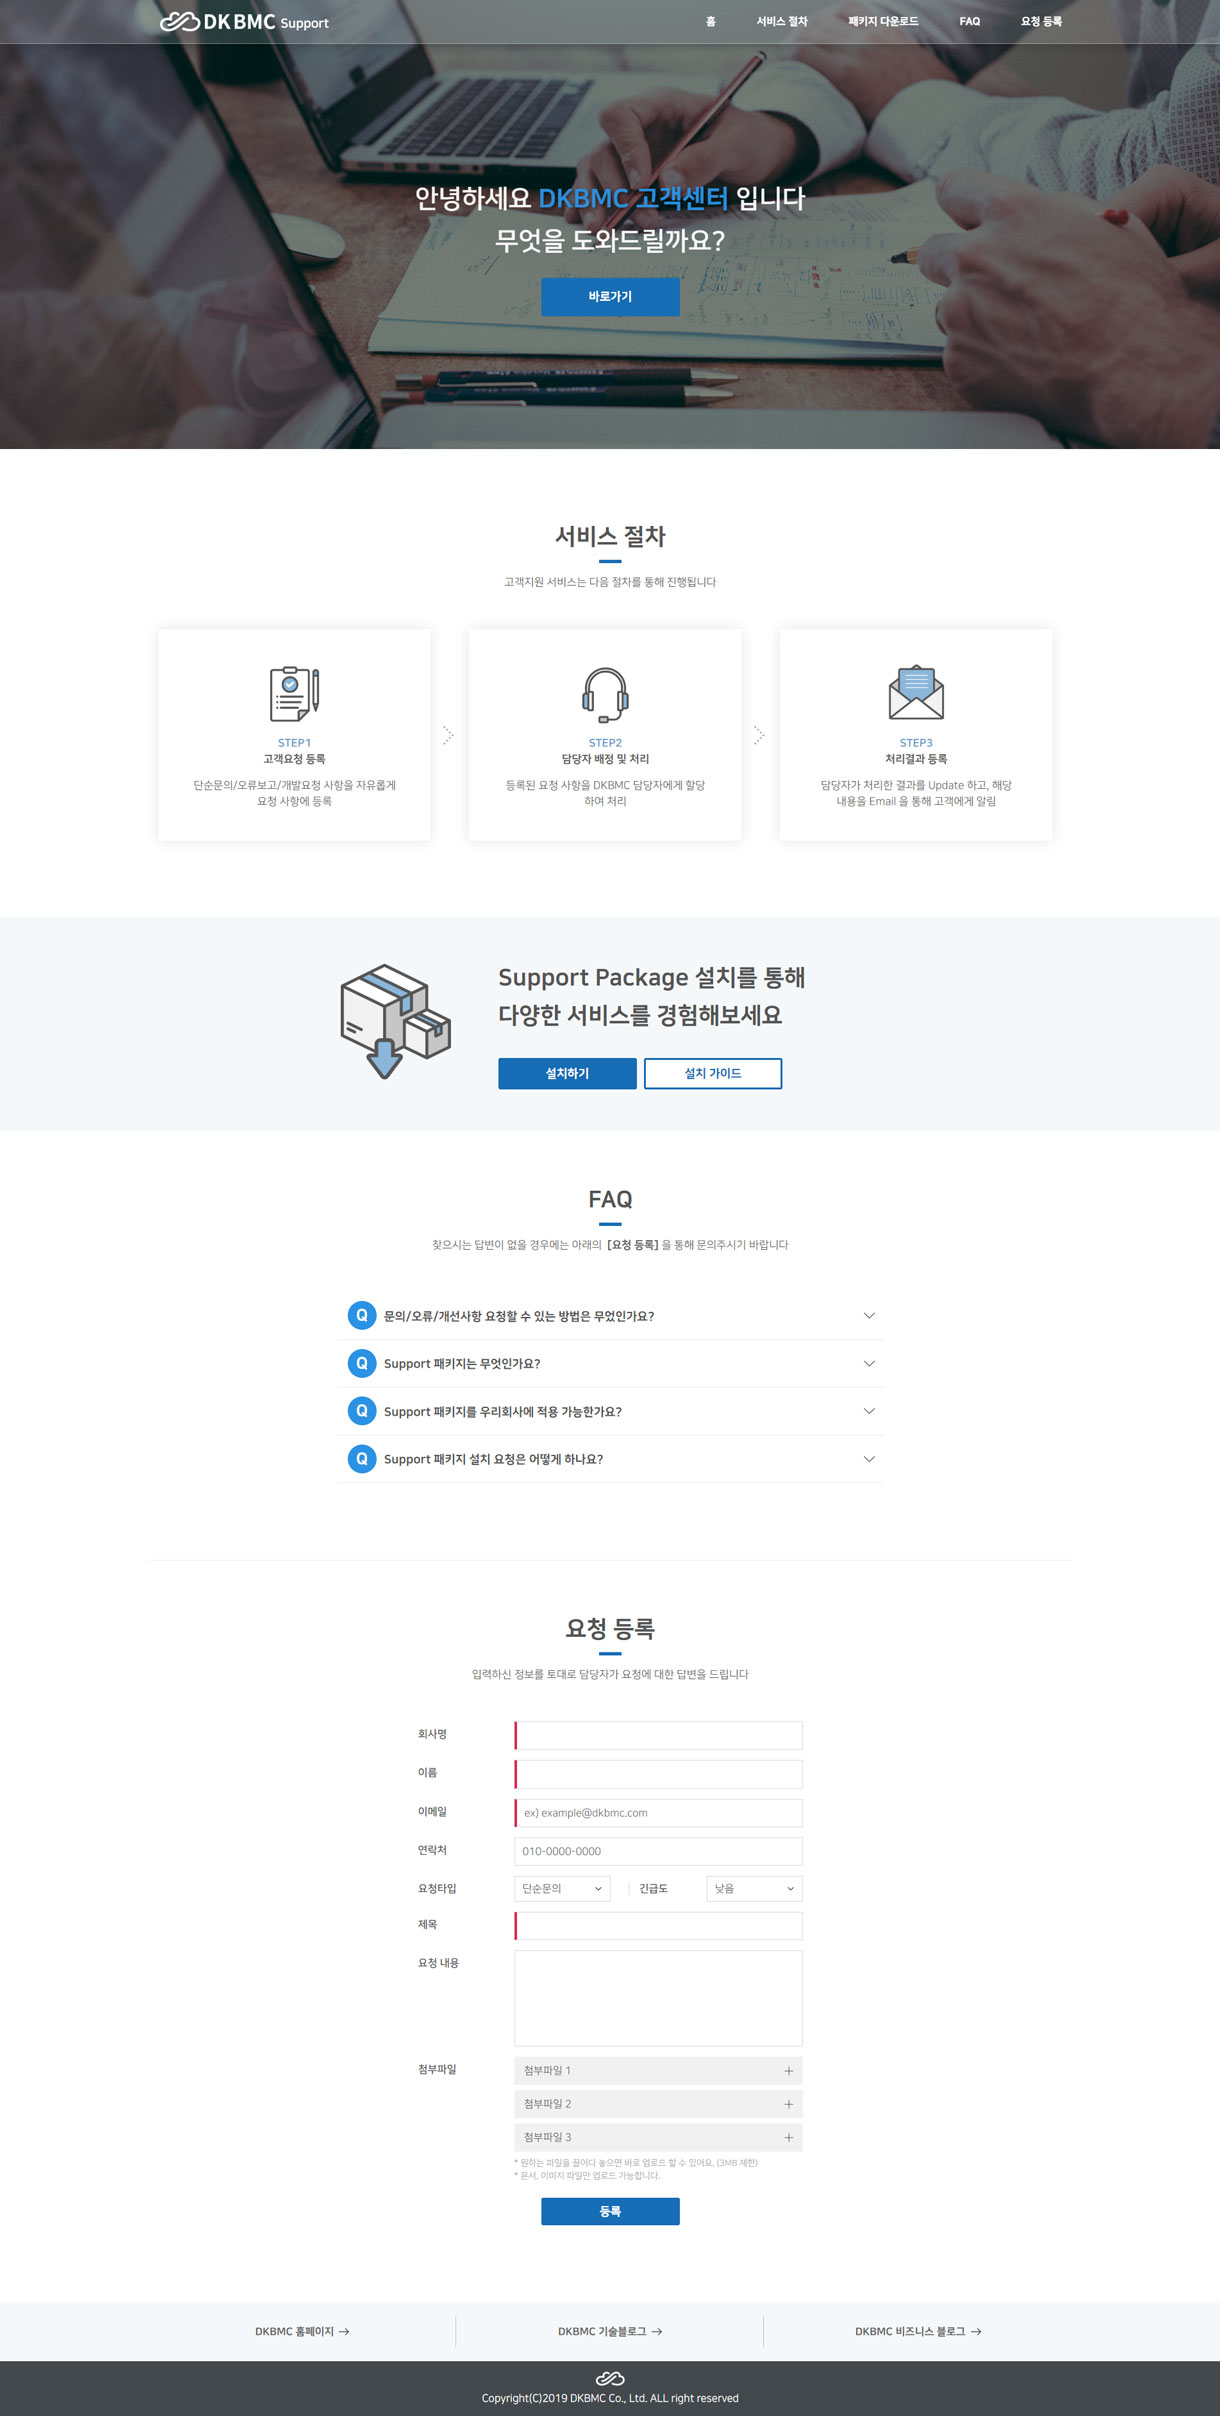 DKBMC Support
홈 서비스 절차 패키지 다운로드 FAQ 요청 등록
안녕하세요 DKBMC 고객센터 입니다
무엇을 도와드릴까요?
바로가기
서비스 절차
고객지원 서비스는 다음 절차를 통해 진행됩니다
STEP1
고객요청 등록
단순문의/오류보고/개발요청 사항을 자유롭게
요청 사항에 등록
STEP2
담당자 배정 및 처리
등록된 요청 사항을 DKBMC 담당자에게 할당
하여 처리
STEP3
처리결과 등록
담당자가 처리한 결과를 Update 하고, 해당
내용을 Email 을 통해 고객에게 알림
Support Package 설치를 통해
다양한 서비스를 경험해보세요
설치하기 설치 가이드
FAQ
찾으시는 답변이 없을 경우에는 아래의 [요청 등록] 을 통해 문의주시기 바랍니다
Q 문의/오류/개선사항 요청할 수 있는 방법은 무었인가요?
Q Support 패키지는 무엇인가요?
Q Support 패키지를 우리회사에 적용 가능한가요?
Q Support 패키지 설치 요청은 어떻게 하나요?
요청 등록
입력하신 정보를 토대로 담당자가 요청에 대한 답변을 드립니다
회사명
이름
이메일 ex) example@dkbmc.com
연락처 010-0000-0000
요청타입 단순문의 긴급도 낮음
제목
요청 내용
첨부파일 첨부파일 1
첨부파일 2
첨부파일 3
* 원하는 파일을 끌어다 놓으면 바로 업로드 할 수 있어요. (3MB 제한)
* 문서, 이미지 파일만 업로드 가능합니다.
등록
DKBMC 홈페이지 → DKBMC 기술블로그 → DKBMC 비즈니스 블로그 →
Copyright(C)2019 DKBMC Co., Ltd. ALL right reserved